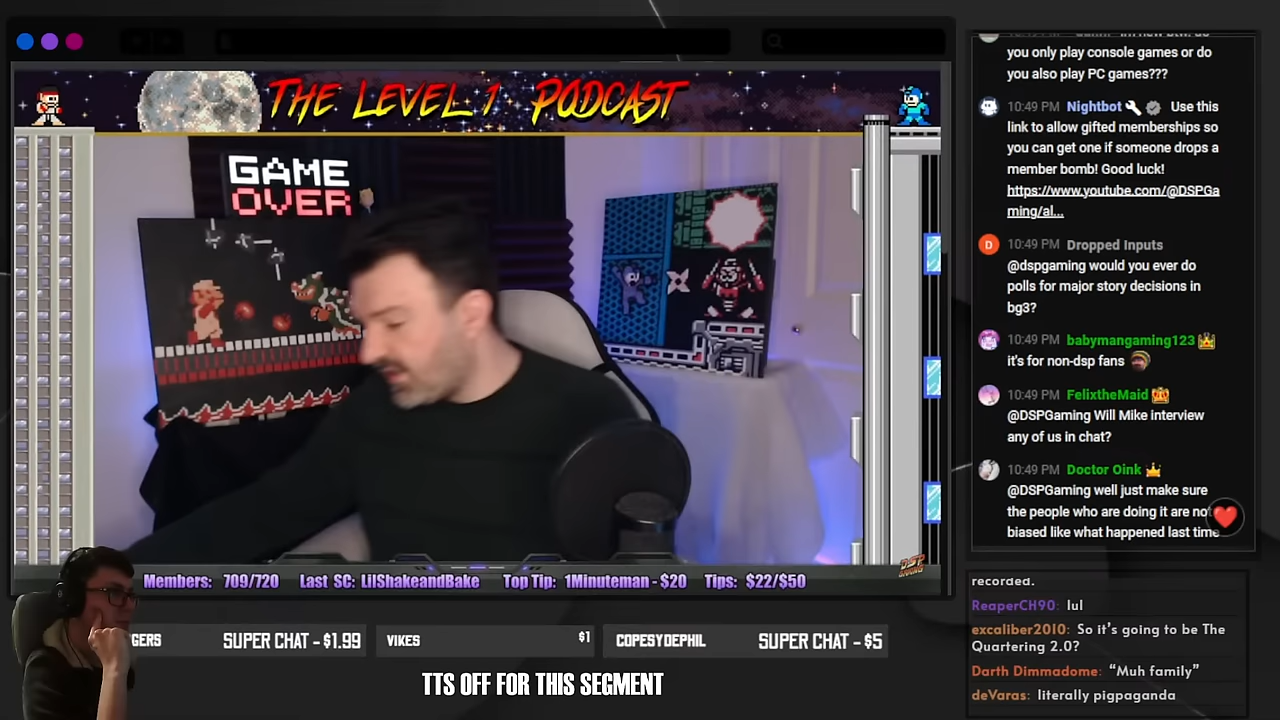 THE LEVEL 1 PODCAST
GAME
OVER
you only play console games or do
you also play PC games???
10:49 PM Nightbot Use this
link to allow gifted memberships so
you can get one if someone drops a
member bomb! Good luck!
https://www.youtube.com/@DSPGa
ming/al...
D 10:49 PM Dropped Inputs
@dspgaming would you ever do
polls for major story decisions in
bg3?
10:49 PM babymangaming123
it's for non-dsp fans
10:49 PM FelixtheMaid
@DSPGaming Will Mike interview
any of us in chat?
10:49 PM Doctor Oink
@DSPGaming well just make sure
the people who are doing it are not
biased like what happened last time
Members: 709/720 Last SC: LilShakeandBake Top Tip: 1Minuteman - $20 Tips: $22/$50
DSP
GAMING
GERS SUPER CHAT - $1.99 VIKES $1 COPESYDEPHIL SUPER CHAT - $5
TTS OFF FOR THIS SEGMENT
recorded.
ReaperCH90: lul
excaliber2010: So it's going to be The
Quartering 2.0?
Darth Dimmadome: “Muh family”
deVaras: literally pigpaganda